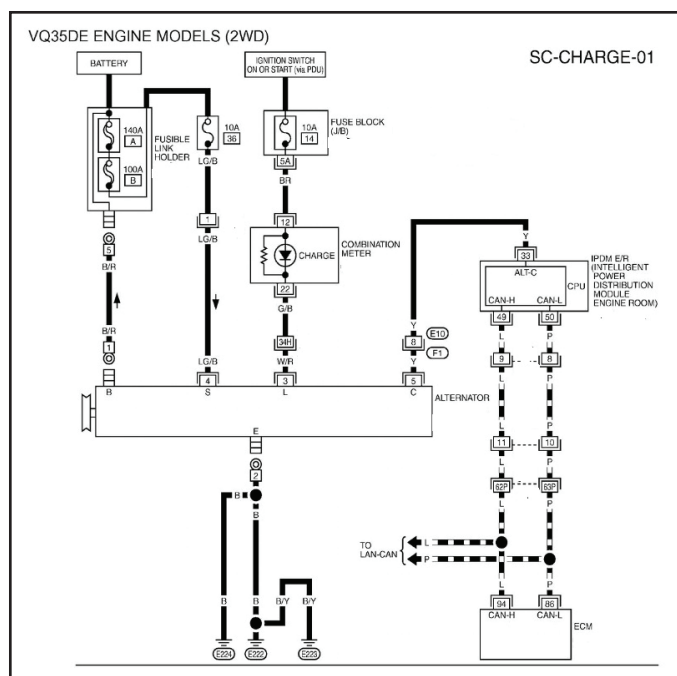 VQ35DE ENGINE MODELS (2WD)
SC-CHARGE-01
BATTERY
IGNITION SWITCH
ON OR START (via PDU)
140A
A
100A
B
FUSIBLE
LINK
HOLDER
10A
36
10A
14
FUSE BLOCK
(J/B)
LG/B
5A
BR
1
LG/B
12
CHARGE
COMBINATION
METER
22
G/B
34H
W/R
5
B/R
B/R
1
LG/B
Y
33
ALT-C
CPU
IPDM E/R
(INTELLIGENT
POWER
DISTRIBUTION
MODULE
ENGINE ROOM)
CAN-H
CAN-L
49
50
L
P
Y
8
E10
F1
Y
9
8
L
P
4
3
5
B
S
L
C
ALTERNATOR
E
11
10
L
P
62P
63P
L
P
2
B
B
TO
LAN-CAN
L
P
L
P
B
B
B/Y
B/Y
E224
E222
E223
94
86
CAN-H
CAN-L
ECM